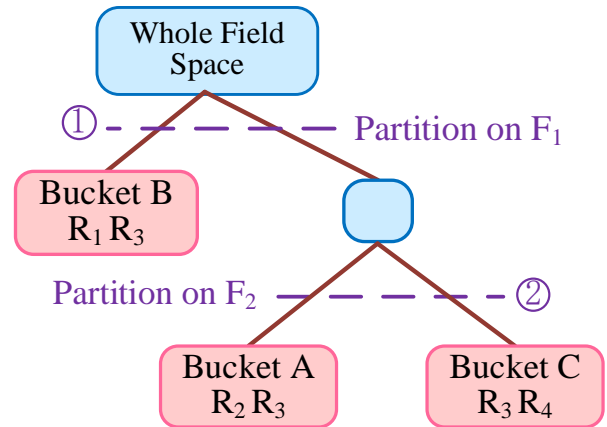 Whole Field
Space
① Partition on F₁
Bucket B
R₁ R₃
Partition on F₂ ②
Bucket A
R₂ R₃
Bucket C
R₃ R₄